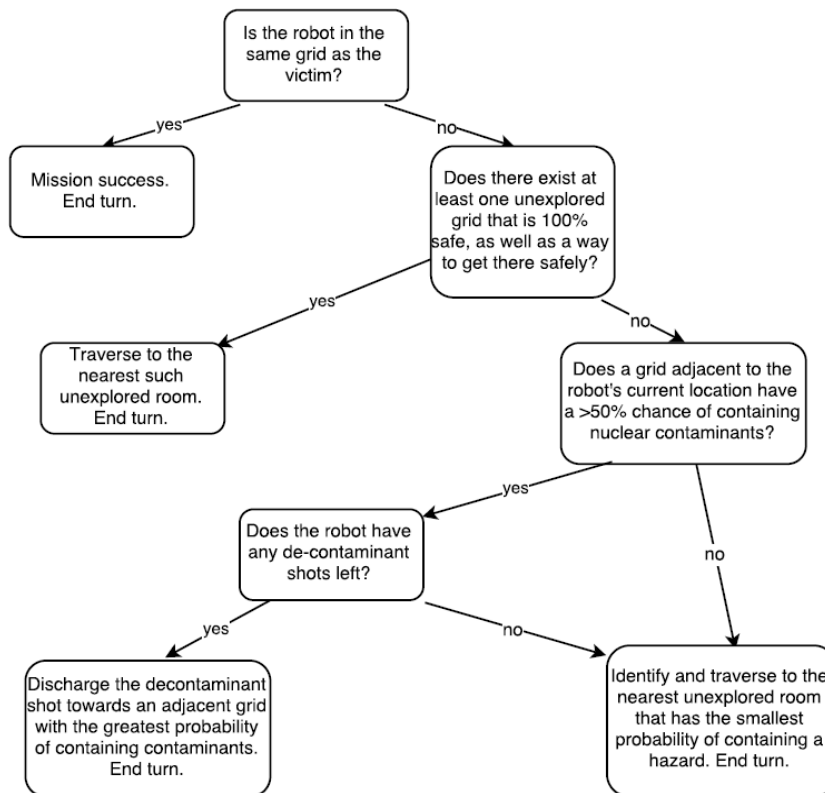 Is the robot in the
same grid as the
victim?
yes
no
Mission success.
End turn.
Does there exist at
least one unexplored
grid that is 100%
safe, as well as a way
to get there safely?
yes
no
Traverse to the
nearest such
unexplored room.
End turn.
Does a grid adjacent to the
robot's current location have
a >50% chance of containing
nuclear contaminants?
yes
no
Does the robot have
any de-contaminant
shots left?
yes
no
Discharge the decontaminant
shot towards an adjacent grid
with the greatest probability
of containing contaminants.
End turn.
Identify and traverse to the
nearest unexplored room
that has the smallest
probability of containing a
hazard. End turn.